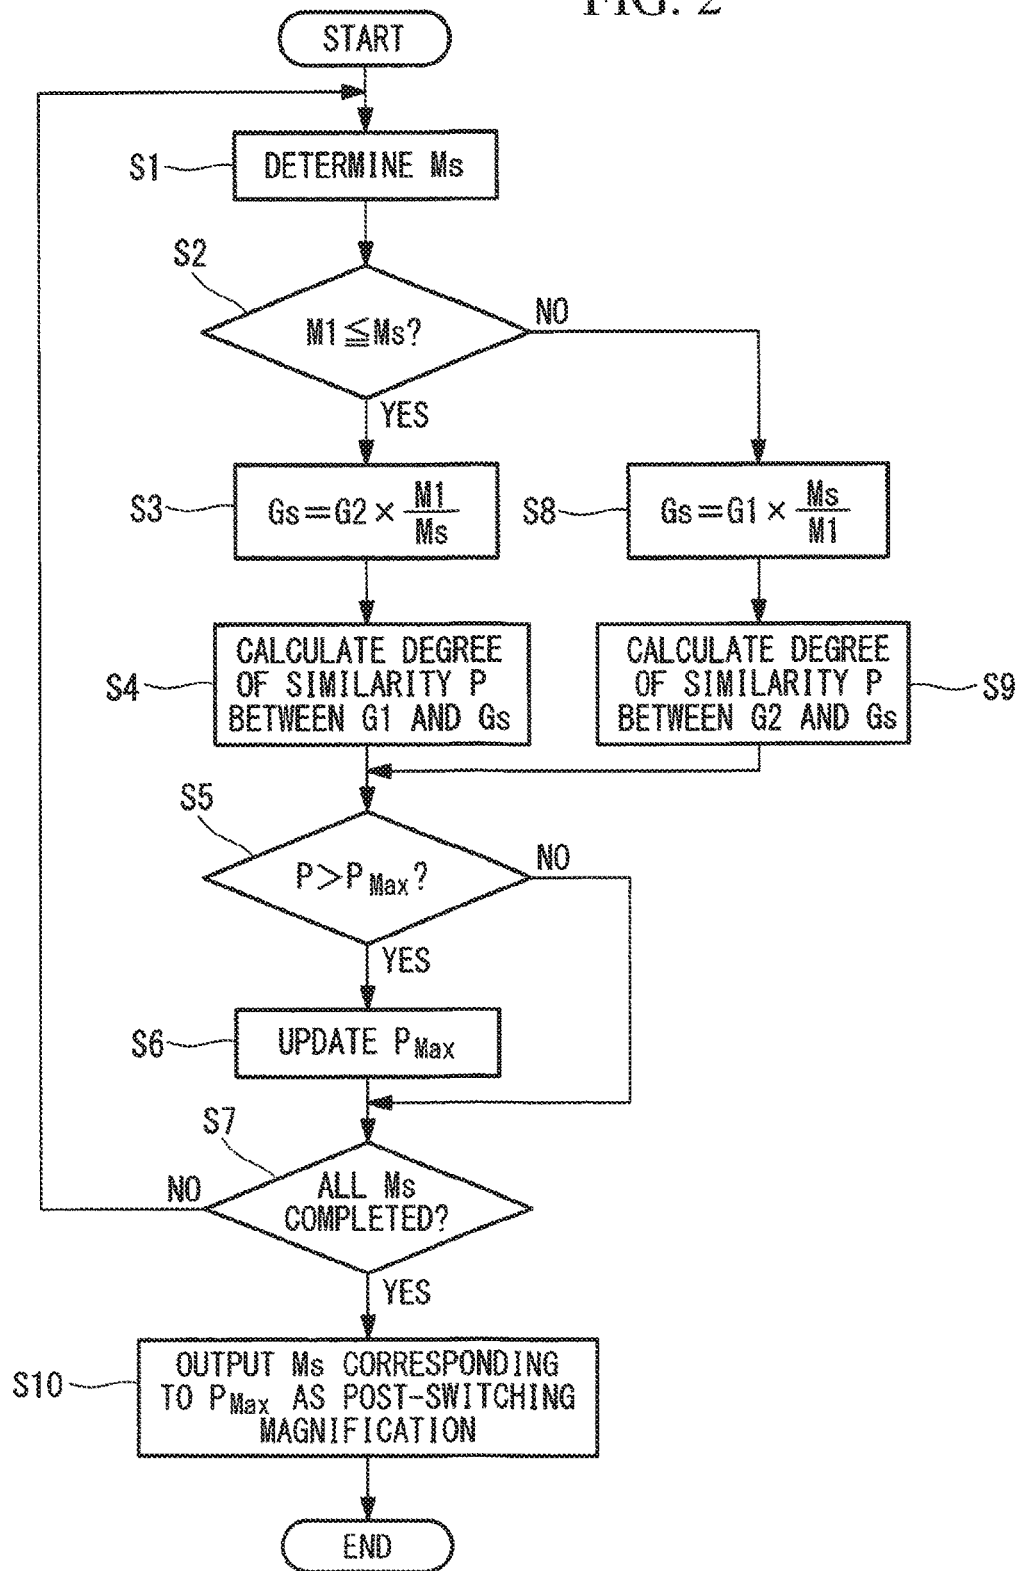 FIG. 2
START
S1
DETERMINE Ms
S2
M1≦Ms?
NO
YES
S3
Gs=G2×M1/Ms
S8
Gs=G1×Ms/M1
S4
CALCULATE DEGREE
OF SIMILARITY P
BETWEEN G1 AND Gs
CALCULATE DEGREE
OF SIMILARITY P
BETWEEN G2 AND Gs
S9
S5
P>PMax?
NO
YES
S6
UPDATE PMax
S7
ALL Ms
COMPLETED?
NO
YES
S10
OUTPUT Ms CORRESPONDING
TO PMax AS POST-SWITCHING
MAGNIFICATION
END